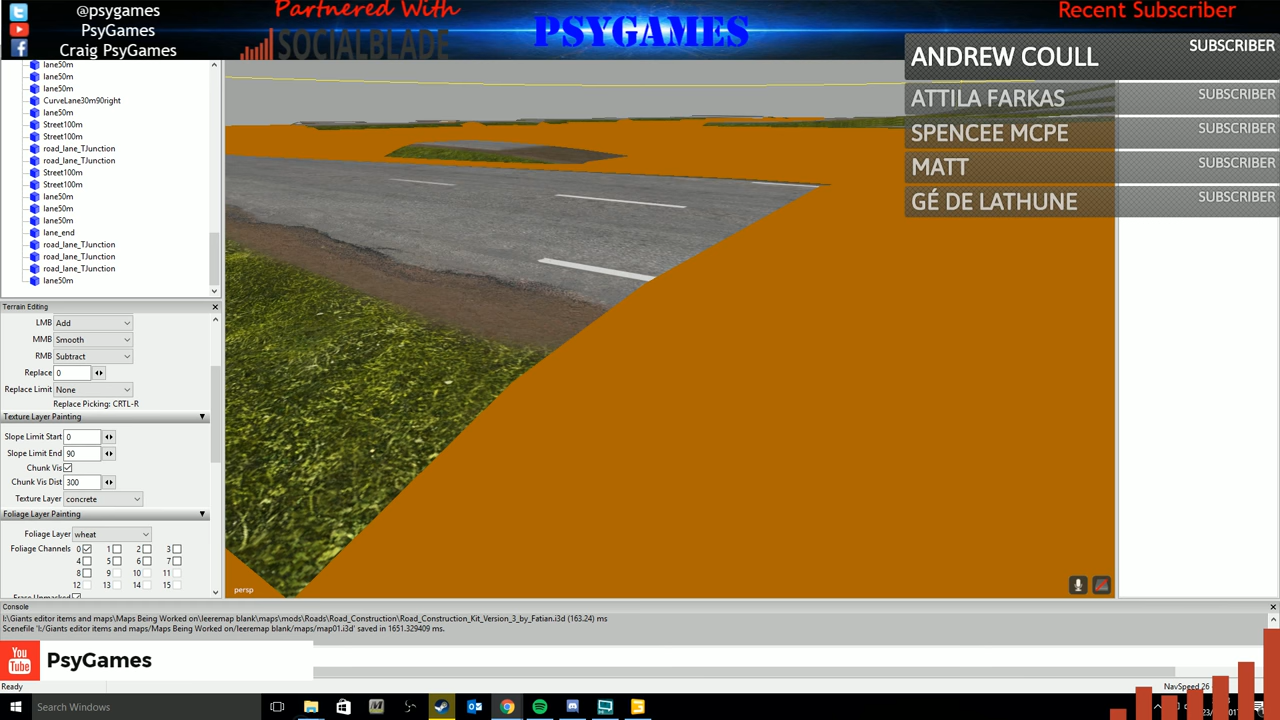 @psygames
PsyGames
Craig PsyGames
Partnered With
SOCIALBLADE
PSYGAMES
Recent Subscriber
ANDREW COULL SUBSCRIBER
ATTILA FARKAS SUBSCRIBER
SPENCEE MCPE SUBSCRIBER
MATT SUBSCRIBER
GÉ DE LATHUNE SUBSCRIBER
lane50m
lane50m
lane50m
CurveLane30m90right
lane50m
Street100m
Street100m
road_lane_TJunction
road_lane_TJunction
Street100m
Street100m
lane50m
lane50m
lane50m
lane_end
road_lane_TJunction
road_lane_TJunction
road_lane_TJunction
lane50m
Terrain Editing
LMB Add
MMB Smooth
RMB Subtract
Replace 0
Replace Limit None
Replace Picking: CRTL-R
Texture Layer Painting
Slope Limit Start 0
Slope Limit End 90
Chunk Vis
Chunk Vis Dist 300
Texture Layer concrete
Foliage Layer Painting
Foliage Layer wheat
Foliage Channels 0 1 2 3
4 5 6 7
8 9 10 11
12 13 14 15
Erase Unmasked
persp
Console
I:\Giants editor items and maps\Maps Being Worked on\leeremap blank\maps\mods\Roads\Road_Construction\Road_Construction_Kit_Version_3_by_Fatian.i3d (163.24) ms
Scenefile 'I:/Giants editor items and maps/Maps Being Worked on/leeremap blank/maps/map01.i3d' saved in 1651.329409 ms.
You Tube
PsyGames
Ready
NavSpeed 26
Search Windows